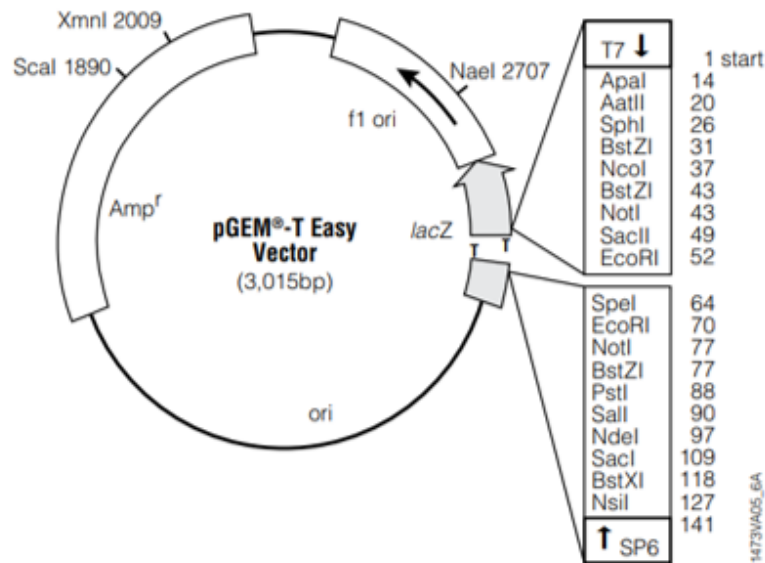 XmnI 2009
ScaI 1890
NaeI 2707
f1 ori
Ampr
pGEM®-T Easy
Vector
(3,015bp)
lacZ
T T
ori
T7 ↓
1 start
ApaI 14
AatII 20
SphI 26
BstZI 31
NcoI 37
BstZI 43
NotI 43
SacII 49
EcoRI 52
SpeI 64
EcoRI 70
NotI 77
BstZI 77
PstI 88
SalI 90
NdeI 97
SacI 109
BstXI 118
NsiI 127
141
↑ SP6
1473VA05_6A